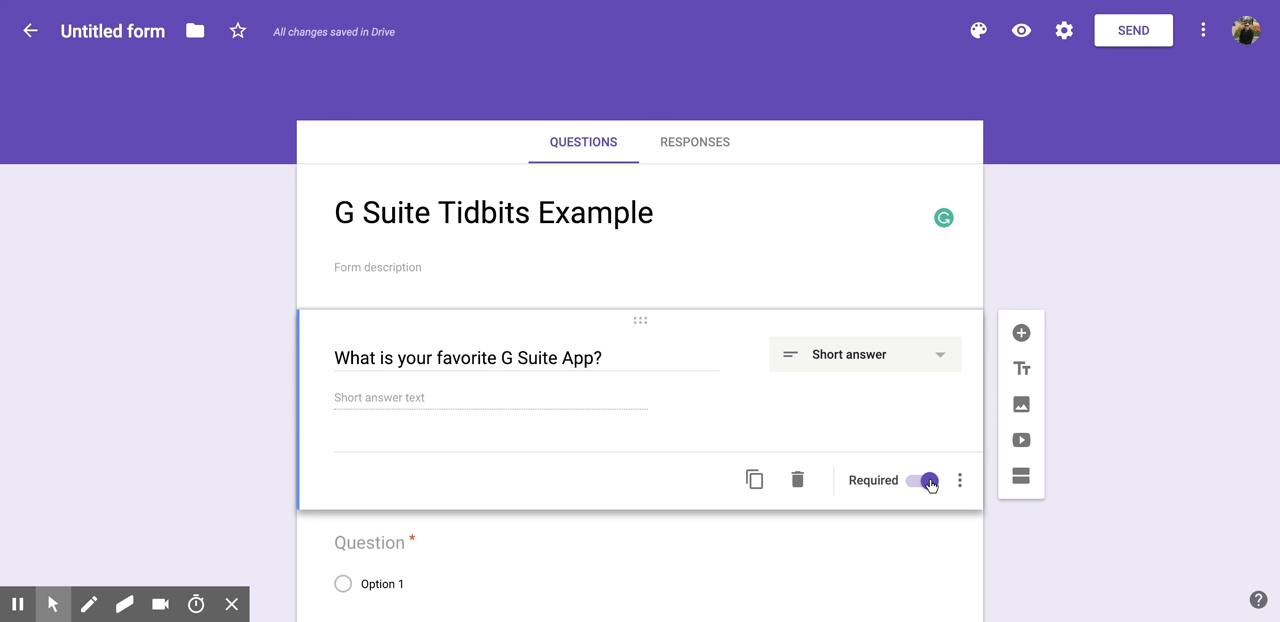 Untitled form
All changes saved in Drive
SEND
QUESTIONS
RESPONSES
G Suite Tidbits Example
Form description
What is your favorite G Suite App?
Short answer
Short answer text
Required
Question *
Option 1